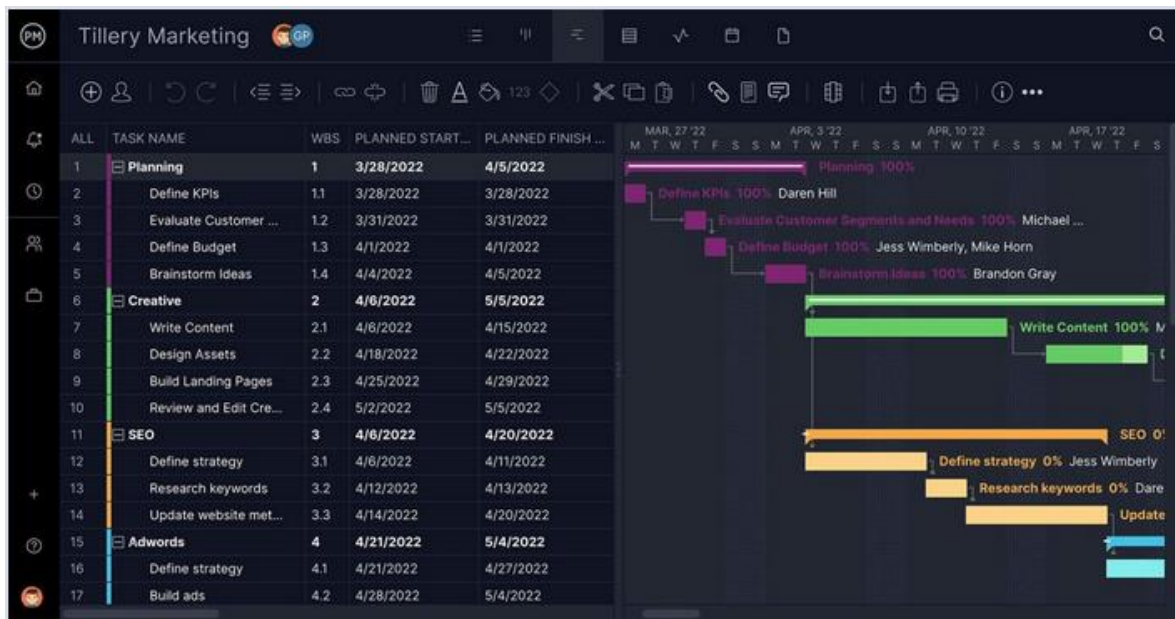 PM Tillery Marketing GP
123
ALL TASK NAME WBS PLANNED START... PLANNED FINISH ... MAR, 27 '22 APR, 3 '22 APR, 10 '22 APR, 17 '22
M T W T F S S M T W T F S S M T W T F S S M T W T F S
1 Planning 1 3/28/2022 4/5/2022 Planning 100%
2 Define KPIs 1.1 3/28/2022 3/28/2022 Define KPIs 100% Daren Hill
3 Evaluate Customer ... 1.2 3/31/2022 3/31/2022 Evaluate Customer Segments and Needs 100% Michael ...
4 Define Budget 1.3 4/1/2022 4/1/2022 Define Budget 100% Jess Wimberly, Mike Horn
5 Brainstorm Ideas 1.4 4/4/2022 4/5/2022 Brainstorm Ideas 100% Brandon Gray
6 Creative 2 4/6/2022 5/5/2022
7 Write Content 2.1 4/6/2022 4/15/2022 Write Content 100% M
8 Design Assets 2.2 4/18/2022 4/22/2022
9 Build Landing Pages 2.3 4/25/2022 4/29/2022
10 Review and Edit Cre... 2.4 5/2/2022 5/5/2022
11 SEO 3 4/6/2022 4/20/2022 SEO 0%
12 Define strategy 3.1 4/6/2022 4/11/2022 Define strategy 0% Jess Wimberly
13 Research keywords 3.2 4/12/2022 4/13/2022 Research keywords 0% Dare
14 Update website met... 3.3 4/14/2022 4/20/2022 Update
15 Adwords 4 4/21/2022 5/4/2022
16 Define strategy 4.1 4/21/2022 4/27/2022
17 Build ads 4.2 4/28/2022 5/4/2022